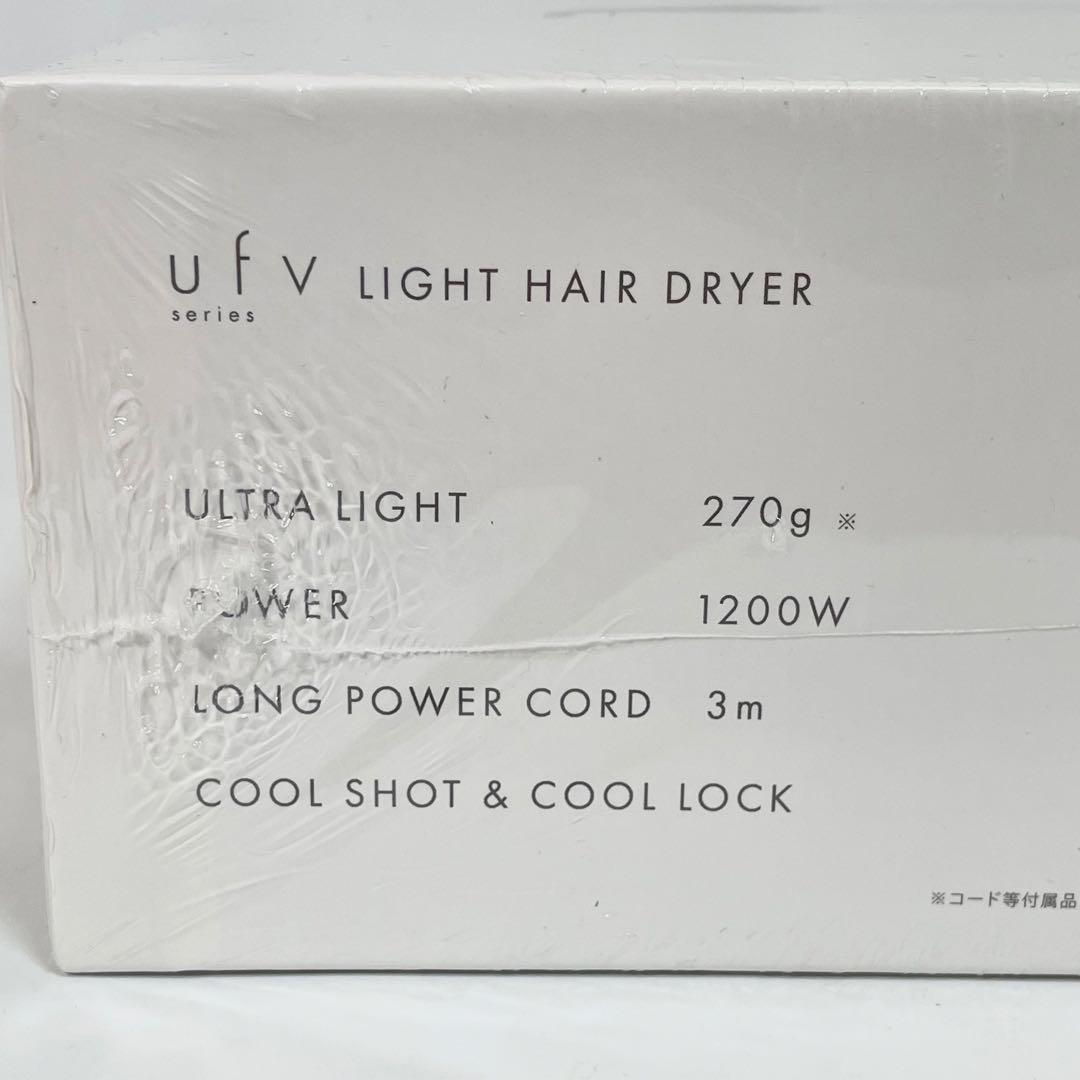 ufv LIGHT HAIR DRYER
series
ULTRA LIGHT 270g ※
POWER 1200W
LONG POWER CORD 3m
COOL SHOT & COOL LOCK
※コード等付属品